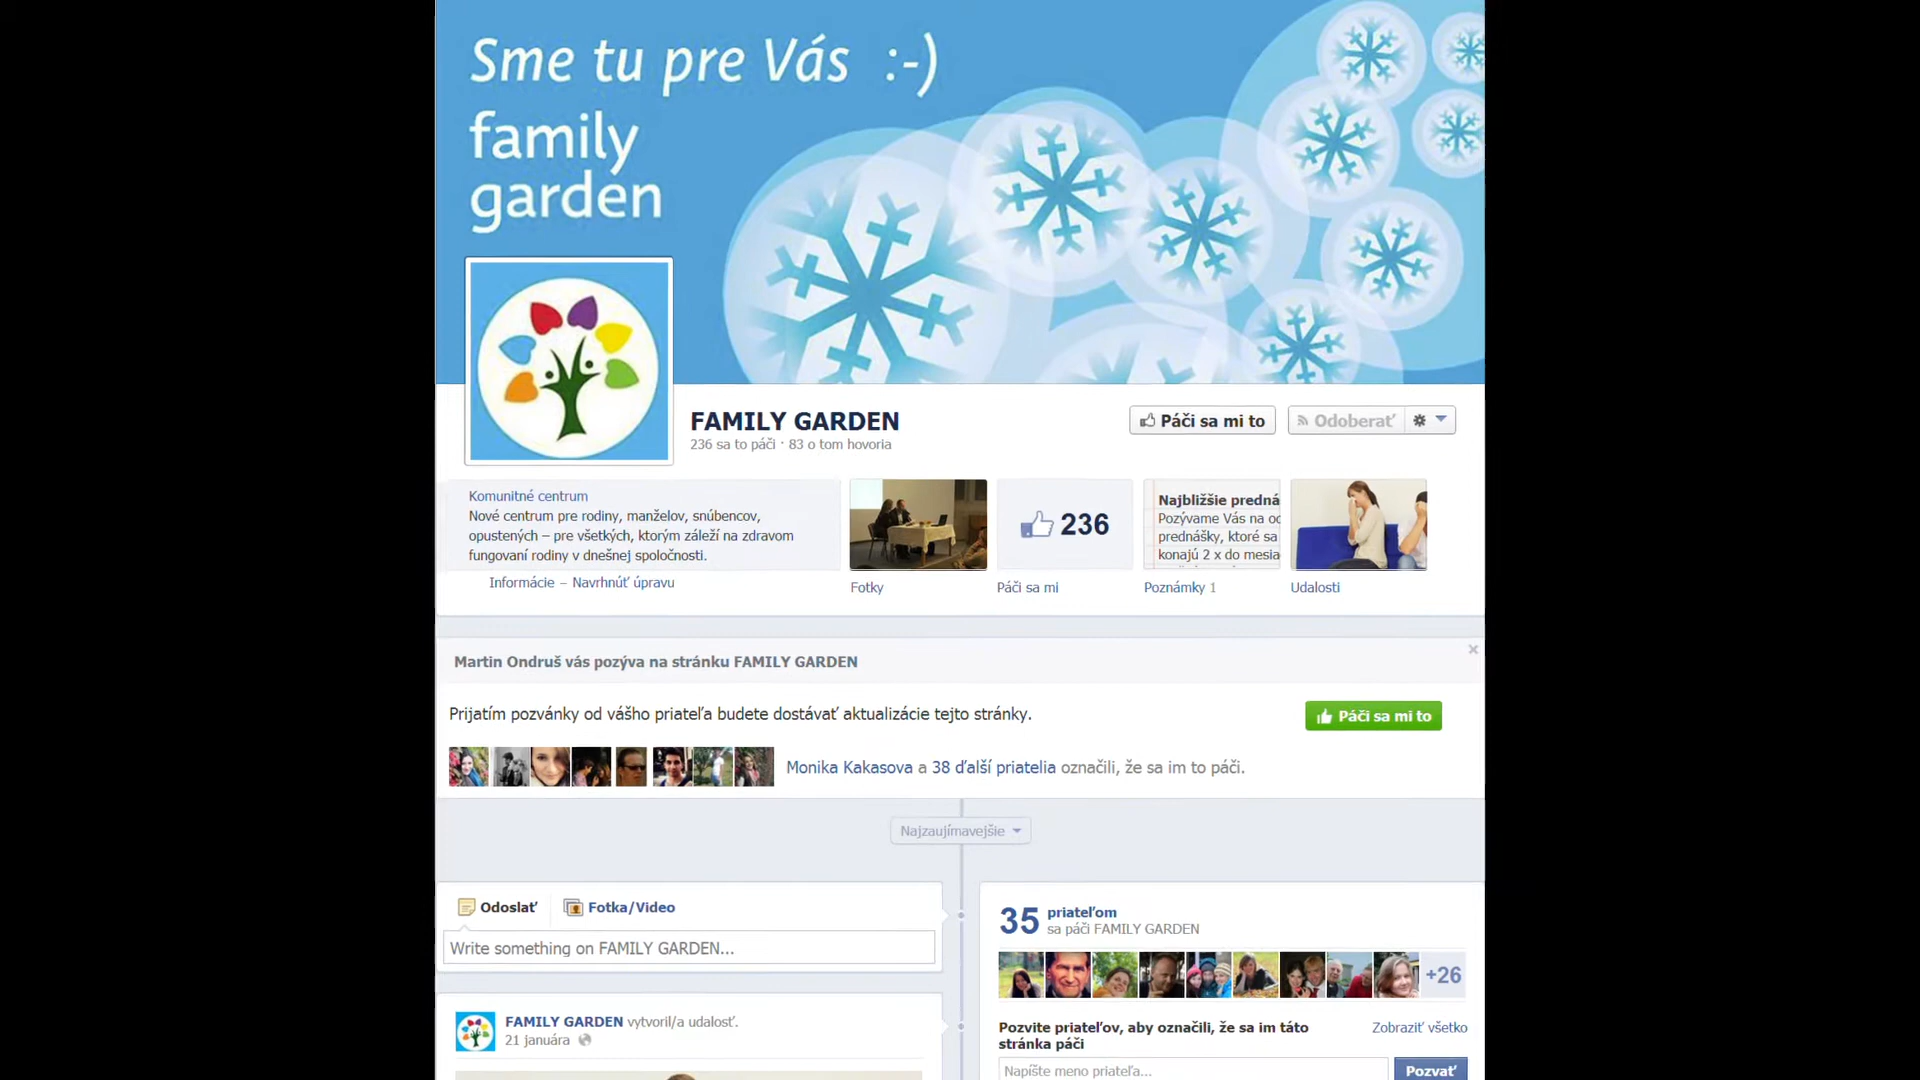 Sme tu pre Vás :-)
family
garden
FAMILY GARDEN
236 sa to páči · 83 o tom hovoria
Páči sa mi to
Odoberať
Komunitné centrum
Nové centrum pre rodiny, manželov, snúbencov,
opustených – pre všetkých, ktorým záleží na zdravom
fungovaní rodiny v dnešnej spoločnosti.
Informácie – Navrhnúť úpravu
Fotky
236
Páči sa mi
Najbližšie predná
Pozývame Vás na od
prednášky, ktoré sa
konajú 2 x do mesia
Poznámky 1
Udalosti
Martin Ondruš vás pozýva na stránku FAMILY GARDEN
Prijatím pozvánky od vášho priateľa budete dostávať aktualizácie tejto stránky.
Páči sa mi to
Monika Kakasova a 38 ďalší priatelia označili, že sa im to páči.
Najzaujímavejšie
Odoslať
Fotka/Video
Write something on FAMILY GARDEN...
FAMILY GARDEN vytvoril/a udalosť.
21 januára
35 priateľom
sa páči FAMILY GARDEN
+26
Pozvite priateľov, aby označili, že sa im táto
stránka páči
Zobraziť všetko
Napíšte meno priateľa...
Pozvať